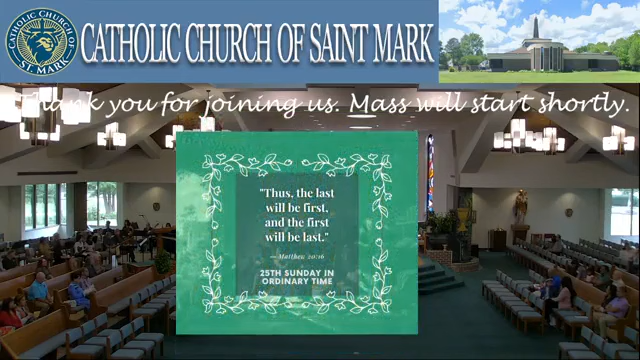 CATHOLIC CHURCH OF SAINT MARK
CATHOLIC CHURCH OF
ST. MARK
Thank you for joining us. Mass will start shortly.
"Thus, the last
will be first,
and the first
will be last."
— Matthew 20:16
25TH SUNDAY IN
ORDINARY TIME